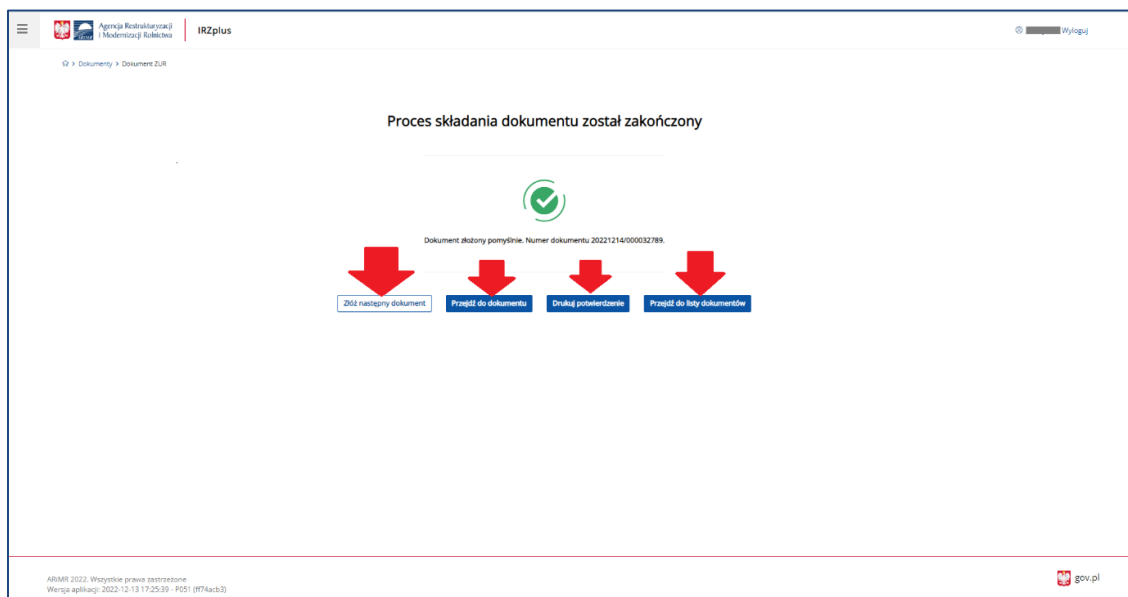 Agencja Restrukturyzacji
i Modernizacji Rolnictwa
IRZplus
Wyloguj
> Dokumenty > Dokument ZUR
Proces składania dokumentu został zakończony
Dokument złożony pomyślnie. Numer dokumentu 20221214/000032789.
Złóż następny dokument
Przejdź do dokumentu
Drukuj potwierdzenie
Przejdź do listy dokumentów
ARiMR 2022. Wszystkie prawa zastrzeżone
Wersja aplikacji: 2022-12-13 17:25:39 - P051 (ff74acb3)
gov.pl